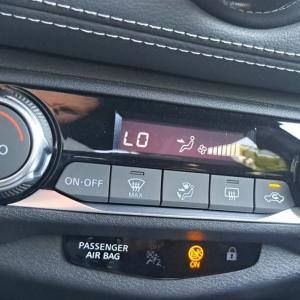 LO
ON·OFF
MAX
PASSENGER
AIR BAG
ON